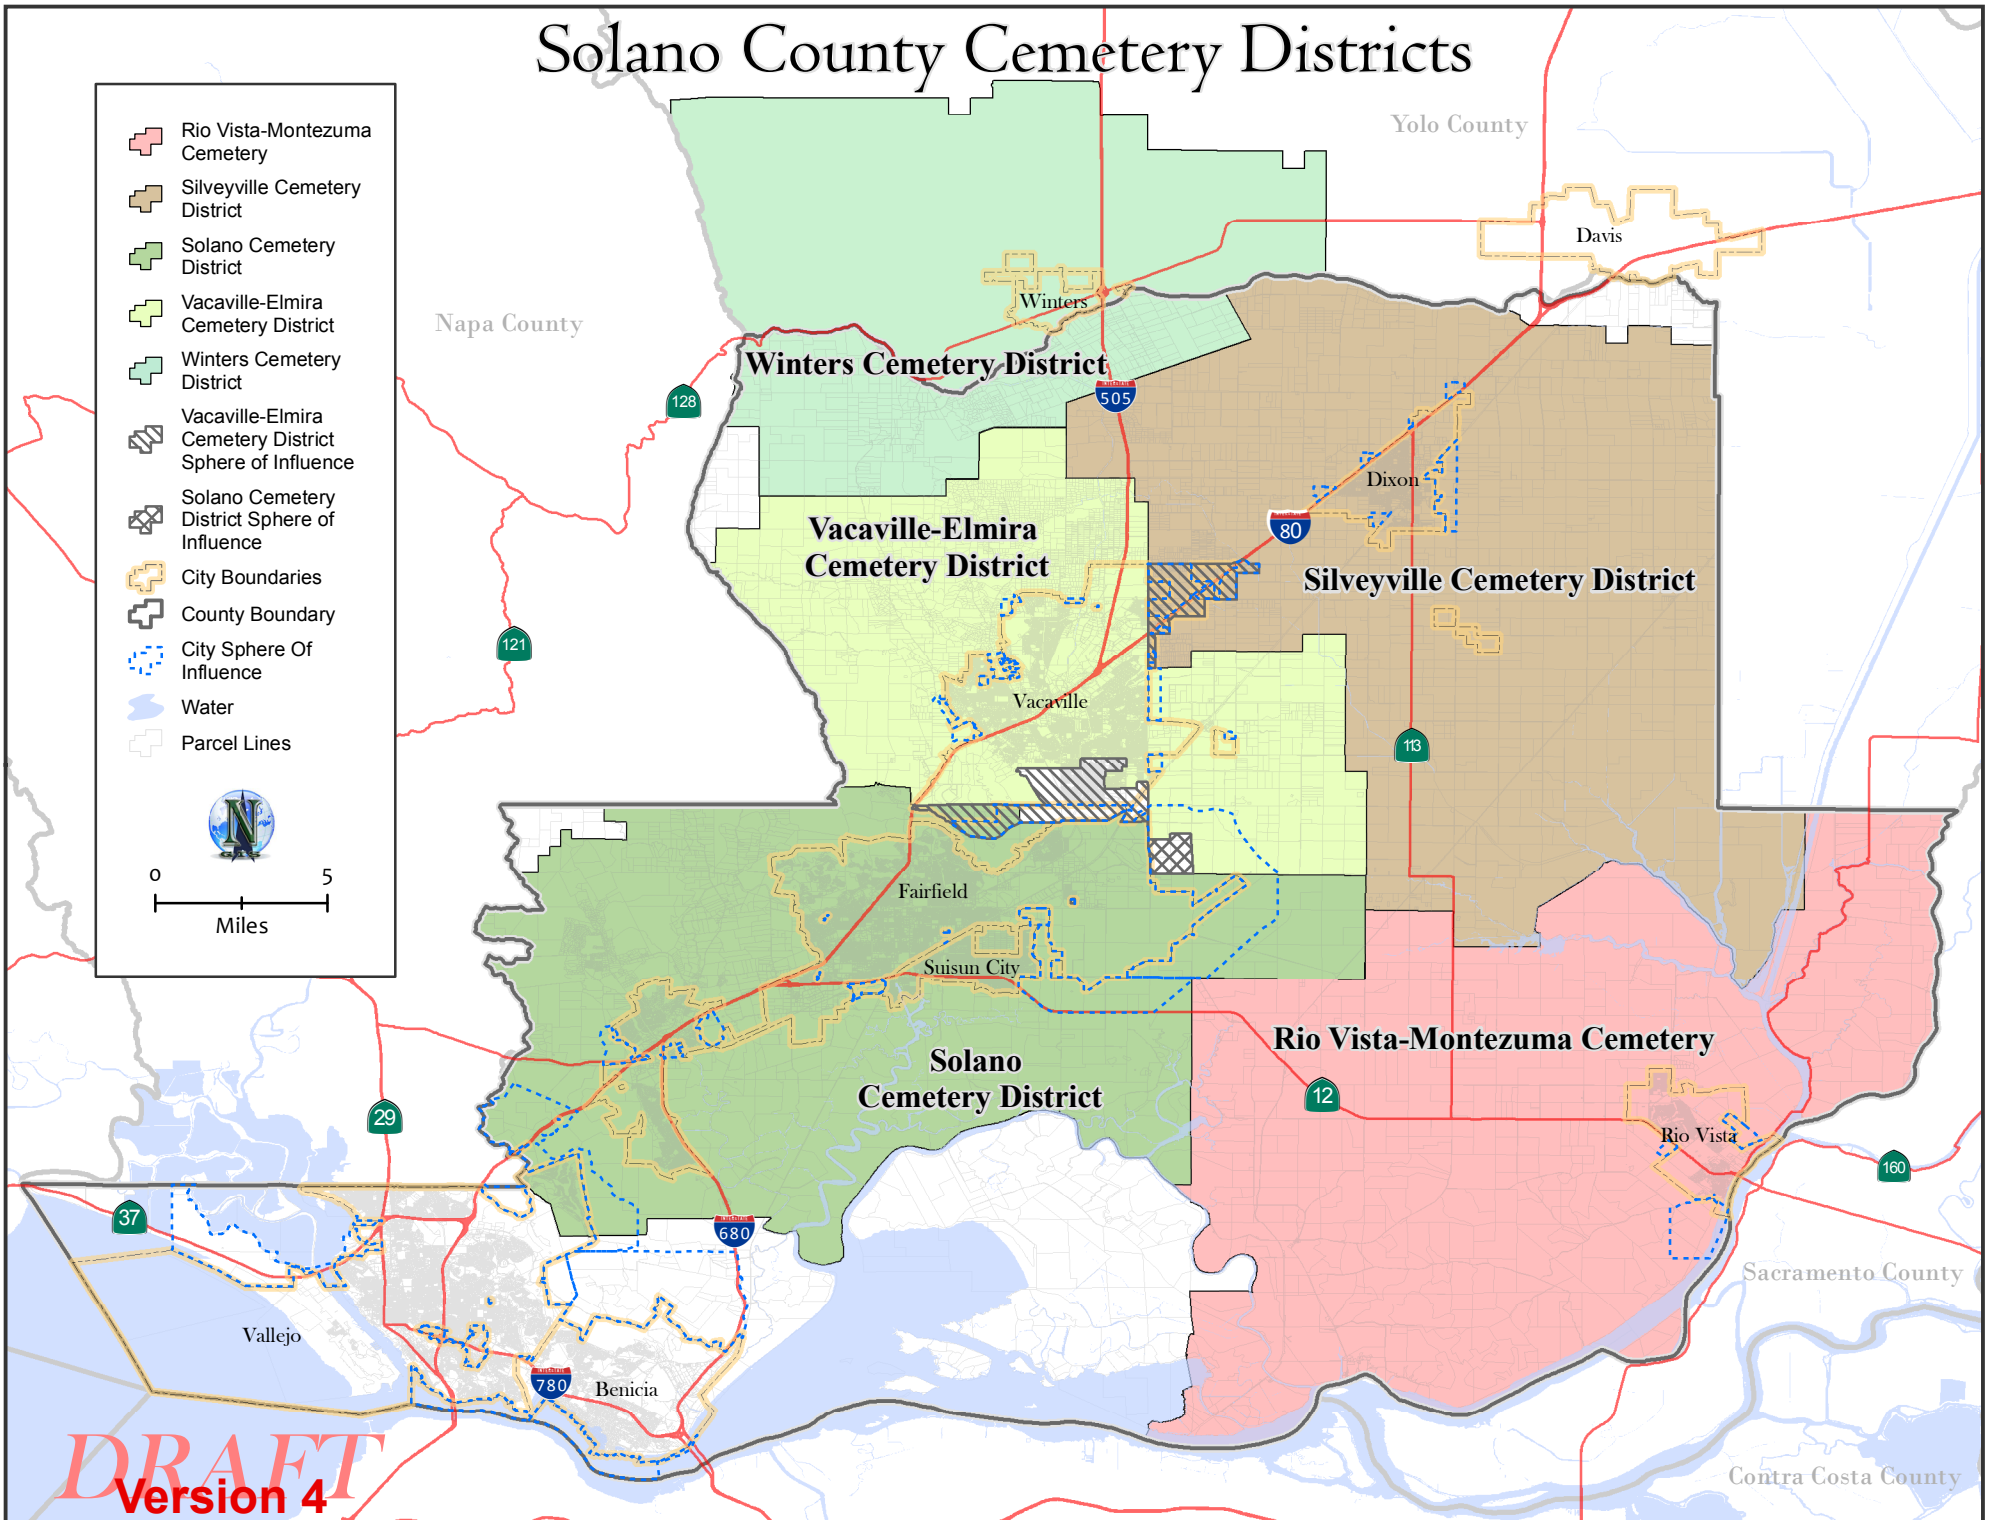 Solano County Cemetery Districts
Rio Vista-Montezuma
Cemetery
Silveyville Cemetery
District
Solano Cemetery
District
Vacaville-Elmira
Cemetery District
Winters Cemetery
District
Vacaville-Elmira
Cemetery District
Sphere of Influence
Solano Cemetery
District Sphere of
Influence
City Boundaries
County Boundary
City Sphere Of
Influence
Water
Parcel Lines
N
0 5
Miles
Yolo County
Davis
Napa County
Winters
Winters Cemetery District
128
505
Dixon
Vacaville-Elmira
Cemetery District
80
Silveyville Cemetery District
121
Vacaville
113
Fairfield
Suisun City
Solano
Cemetery District
Rio Vista-Montezuma Cemetery
12
29
Rio Vista
160
37
680
Sacramento County
Vallejo
780
Benicia
Contra Costa County
DRAFT
Version 4